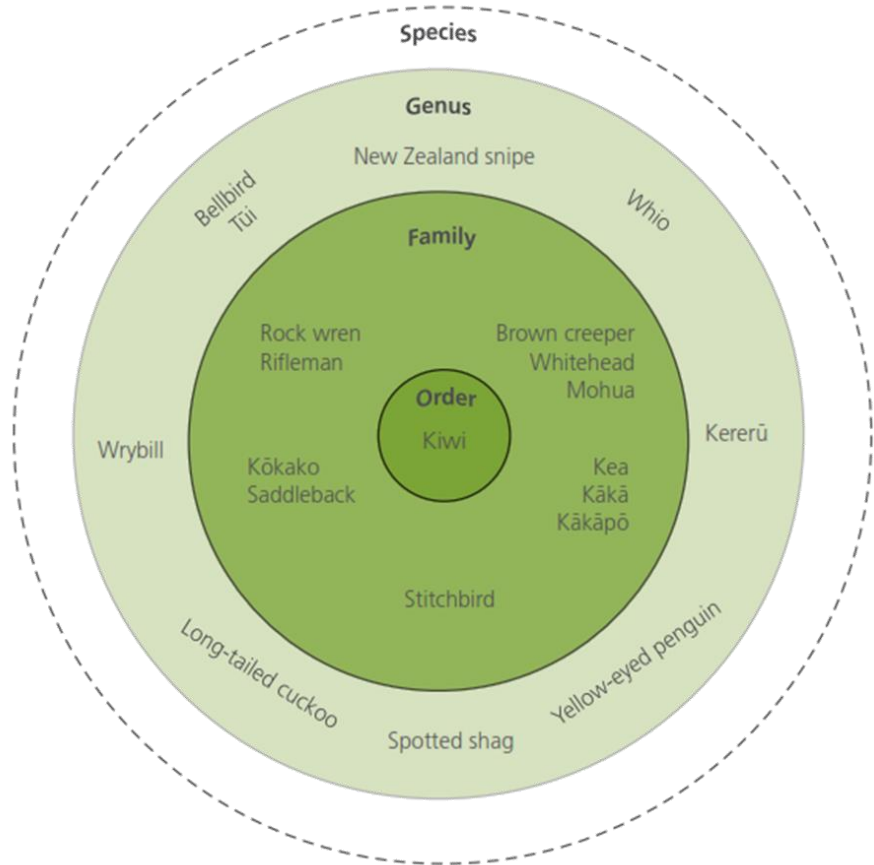 Species
Genus
New Zealand snipe
Bellbird
Tūi
Whio
Family
Rock wren
Rifleman
Brown creeper
Whitehead
Mohua
Order
Kiwi
Wrybill
Kererū
Kōkako
Saddleback
Kea
Kākā
Kākāpō
Stitchbird
Long-tailed cuckoo
Yellow-eyed penguin
Spotted shag